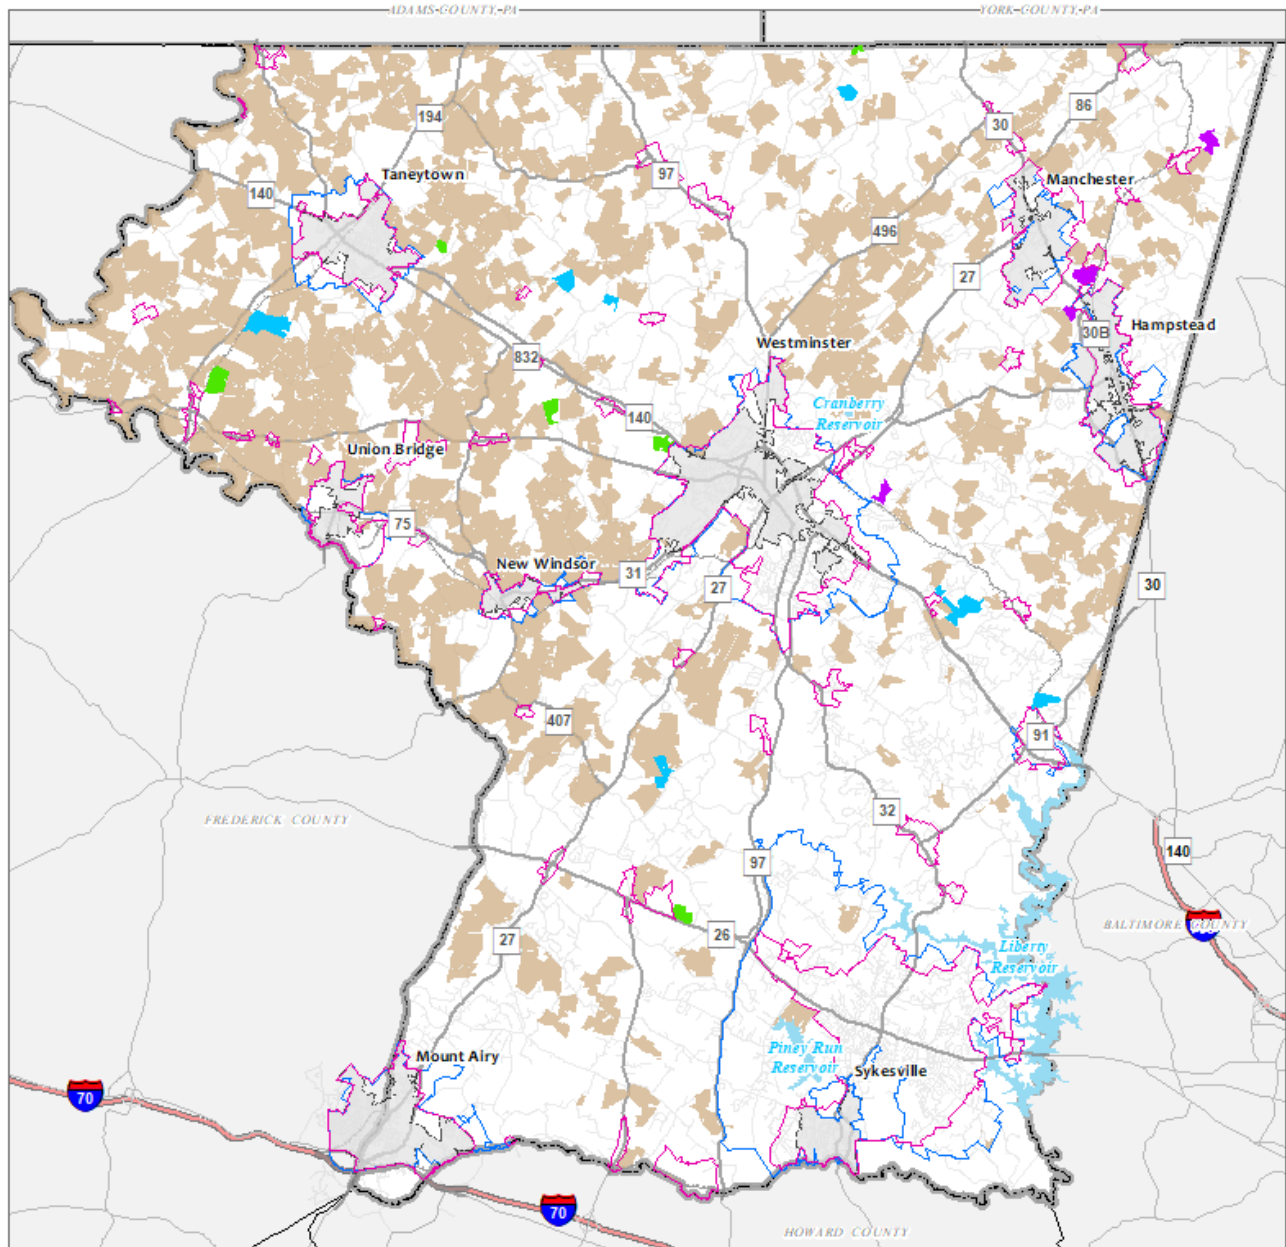 ADAMS COUNTY, PA
YORK COUNTY, PA
86
194
30
Taneytown
97
Manchester
140
496
27
Hampstead
30B
Westminster
832
Cranberry
Reservoir
140
Union Bridge
75
New Windsor
31
27
30
407
91
FREDERICK COUNTY
32
97
140
BALTIMORE COUNTY
27
26
Liberty
Reservoir
Piney Run
Reservoir
Mount Airy
Sykesville
70
70
HOWARD COUNTY